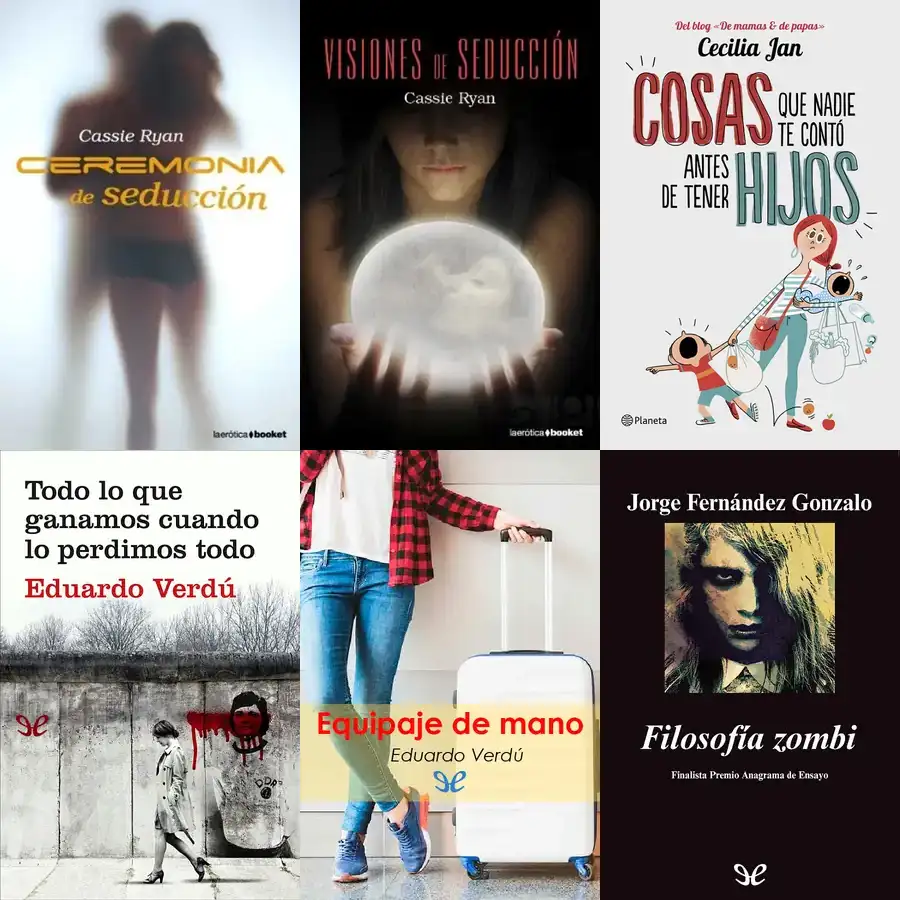 Cassie Ryan
CEREMONIA
de seducción
laerótica booket
VISIONES DE SEDUCCIÓN
Cassie Ryan
laerótica booket
Del blog «De mamas & de papas»
Cecilia Jan
COSAS
QUE NADIE
TE CONTÓ
ANTES
DE TENER
HIJOS
Planeta
Todo lo que
ganamos cuando
lo perdimos todo
Eduardo Verdú
Equipaje de mano
Eduardo Verdú
Jorge Fernández Gonzalo
Filosofía zombi
Finalista Premio Anagrama de Ensayo